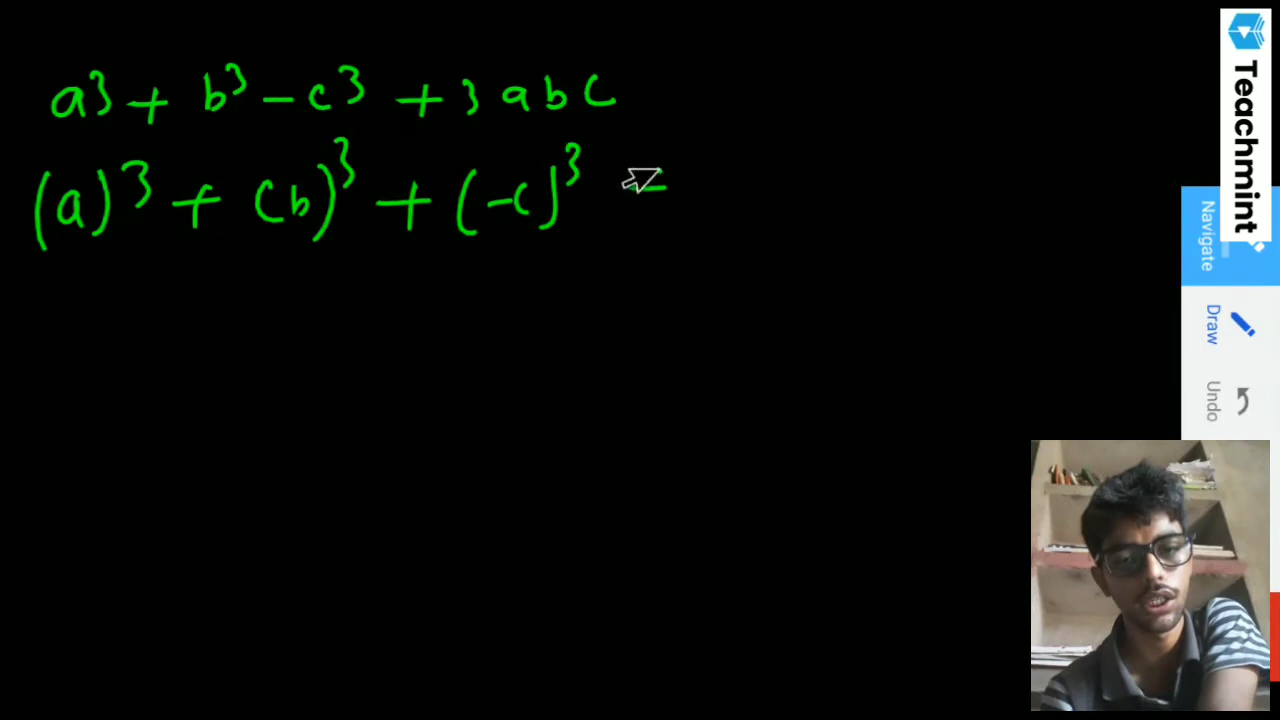 a³ + b³ - c³ + 3abc
(a)³ + (b)³ + (-c)³ =
Teachmint
Navigate
Draw
Undo